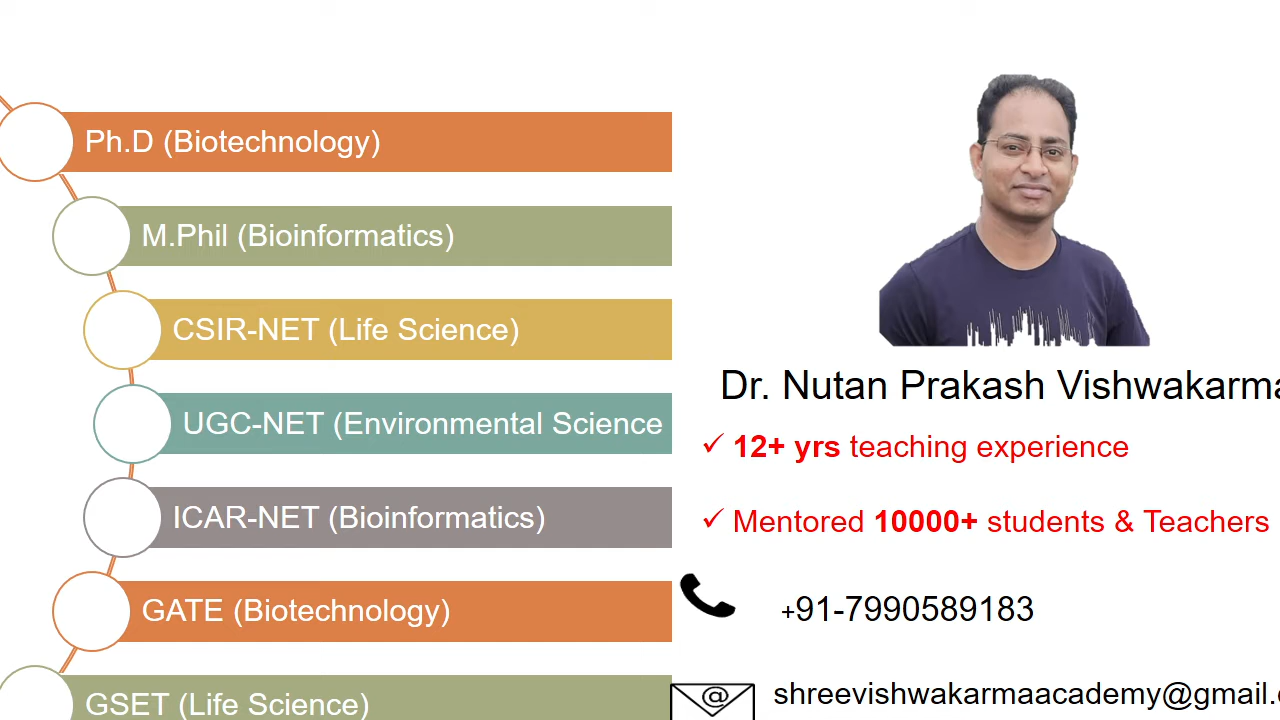 Ph.D (Biotechnology)
M.Phil (Bioinformatics)
CSIR-NET (Life Science)
UGC-NET (Environmental Science
ICAR-NET (Bioinformatics)
GATE (Biotechnology)
GSET (Life Science)
Dr. Nutan Prakash Vishwakarma
✓ 12+ yrs teaching experience
✓ Mentored 10000+ students & Teachers
+91-7990589183
@ shreevishwakarmaacademy@gmail.c